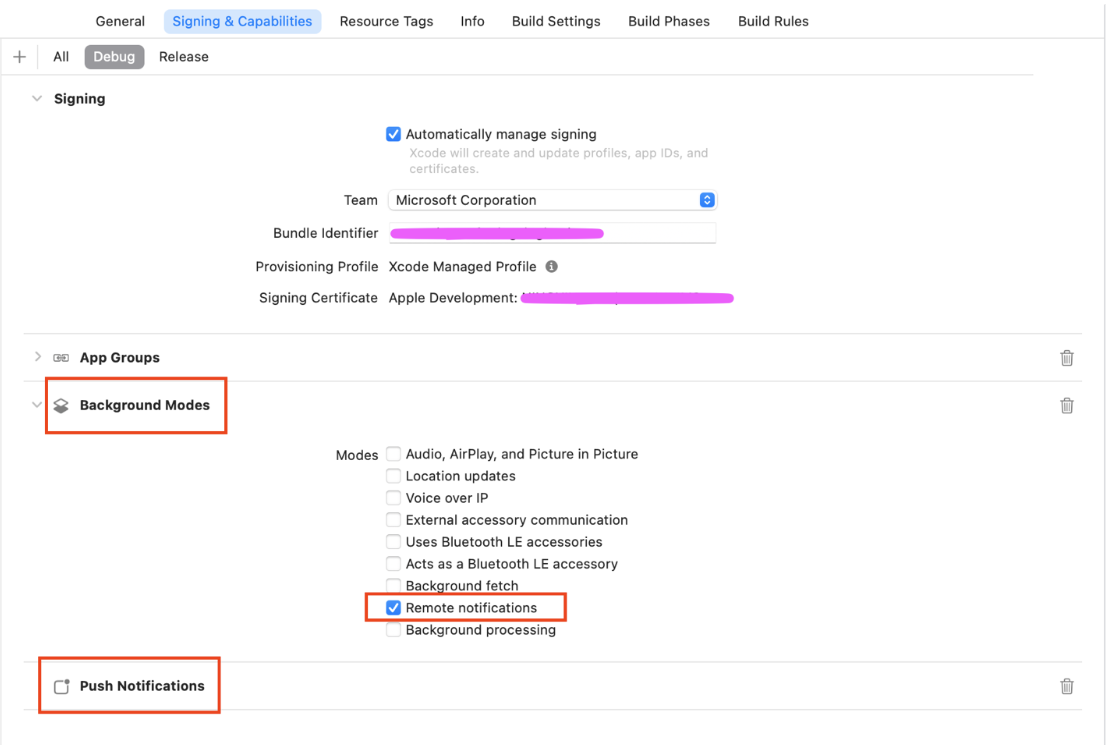 General Signing & Capabilities Resource Tags Info Build Settings Build Phases Build Rules
+ All Debug Release
Signing
Automatically manage signing
Xcode will create and update profiles, app IDs, and
certificates.
Team Microsoft Corporation
Bundle Identifier
Provisioning Profile Xcode Managed Profile
Signing Certificate Apple Development:
App Groups
Background Modes
Modes Audio, AirPlay, and Picture in Picture
Location updates
Voice over IP
External accessory communication
Uses Bluetooth LE accessories
Acts as a Bluetooth LE accessory
Background fetch
Remote notifications
Background processing
Push Notifications